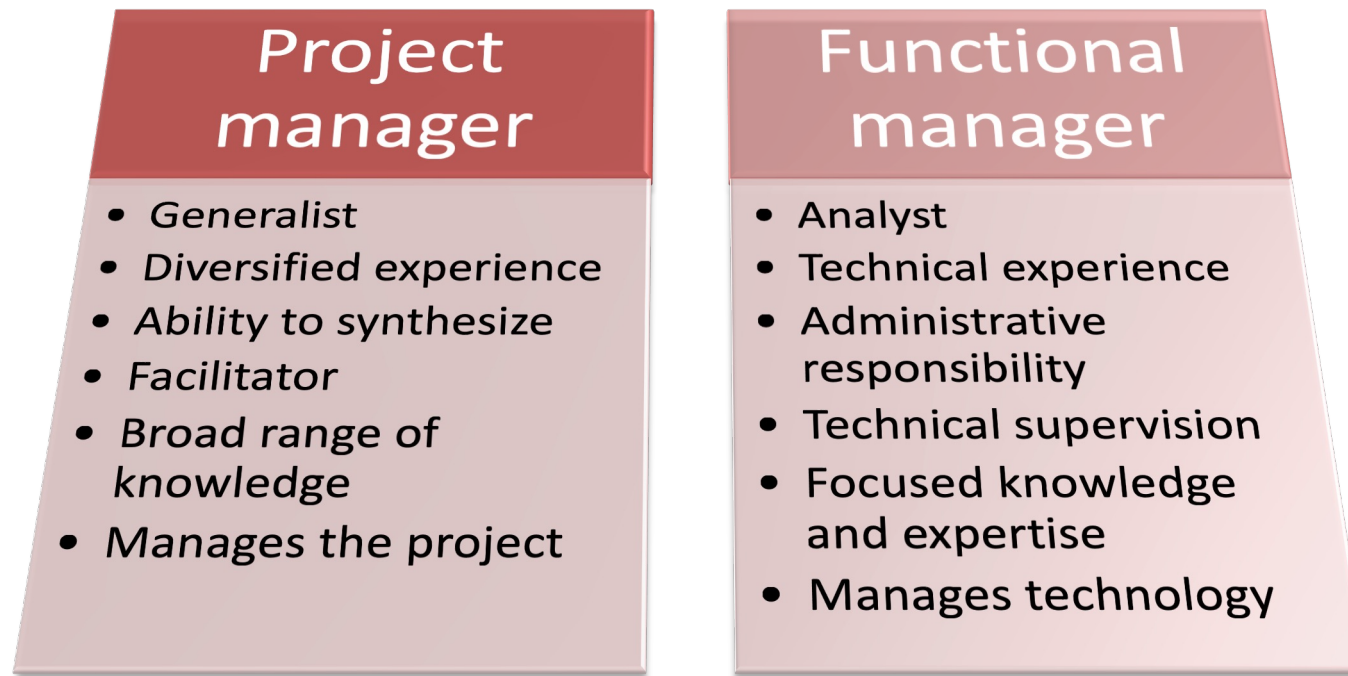 Project
manager
• Generalist
• Diversified experience
• Ability to synthesize
• Facilitator
• Broad range of
knowledge
• Manages the project
Functional
manager
• Analyst
• Technical experience
• Administrative
responsibility
• Technical supervision
• Focused knowledge
and expertise
• Manages technology